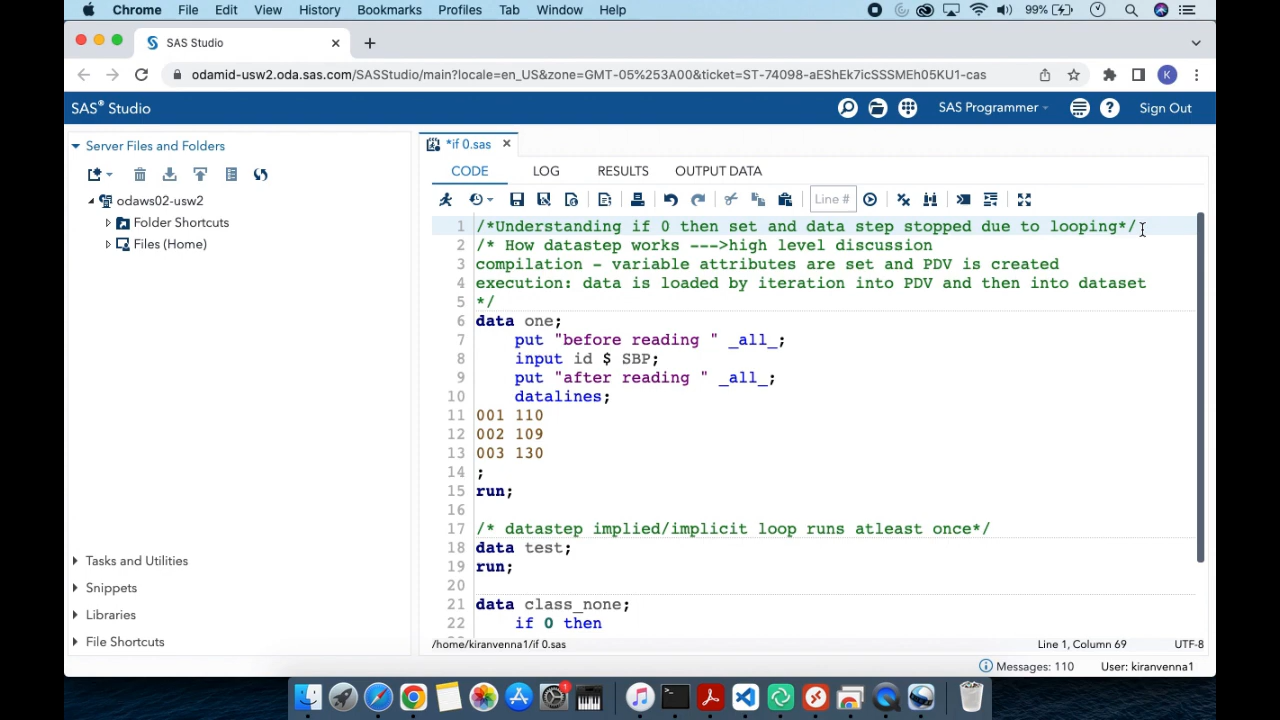 Chrome File Edit View History Bookmarks Profiles Tab Window Help 99%
SAS Studio
odamid-usw2.oda.sas.com/SASStudio/main?locale=en_US&zone=GMT-05%253A00&ticket=ST-74098-aEShEk7icSSSMEh05KU1-cas K
SAS® Studio SAS Programmer ? Sign Out
Server Files and Folders
odaws02-usw2
Folder Shortcuts
Files (Home)
Tasks and Utilities
Snippets
Libraries
File Shortcuts
*if 0.sas
CODE LOG RESULTS OUTPUT DATA
Line #
1 /*Understanding if 0 then set and data step stopped due to looping*/
2 /* How datastep works --->high level discussion
3 compilation - variable attributes are set and PDV is created
4 execution: data is loaded by iteration into PDV and then into dataset
5 */
6 data one;
7 put "before reading " _all_;
8 input id $ SBP;
9 put "after reading " _all_;
10 datalines;
11 001 110
12 002 109
13 003 130
14 ;
15 run;
16
17 /* datastep implied/implicit loop runs atleast once*/
18 data test;
19 run;
20
21 data class_none;
22 if 0 then
/home/kiranvenna1/if 0.sas Line 1, Column 69 UTF-8
Messages: 110 User: kiranvenna1
1